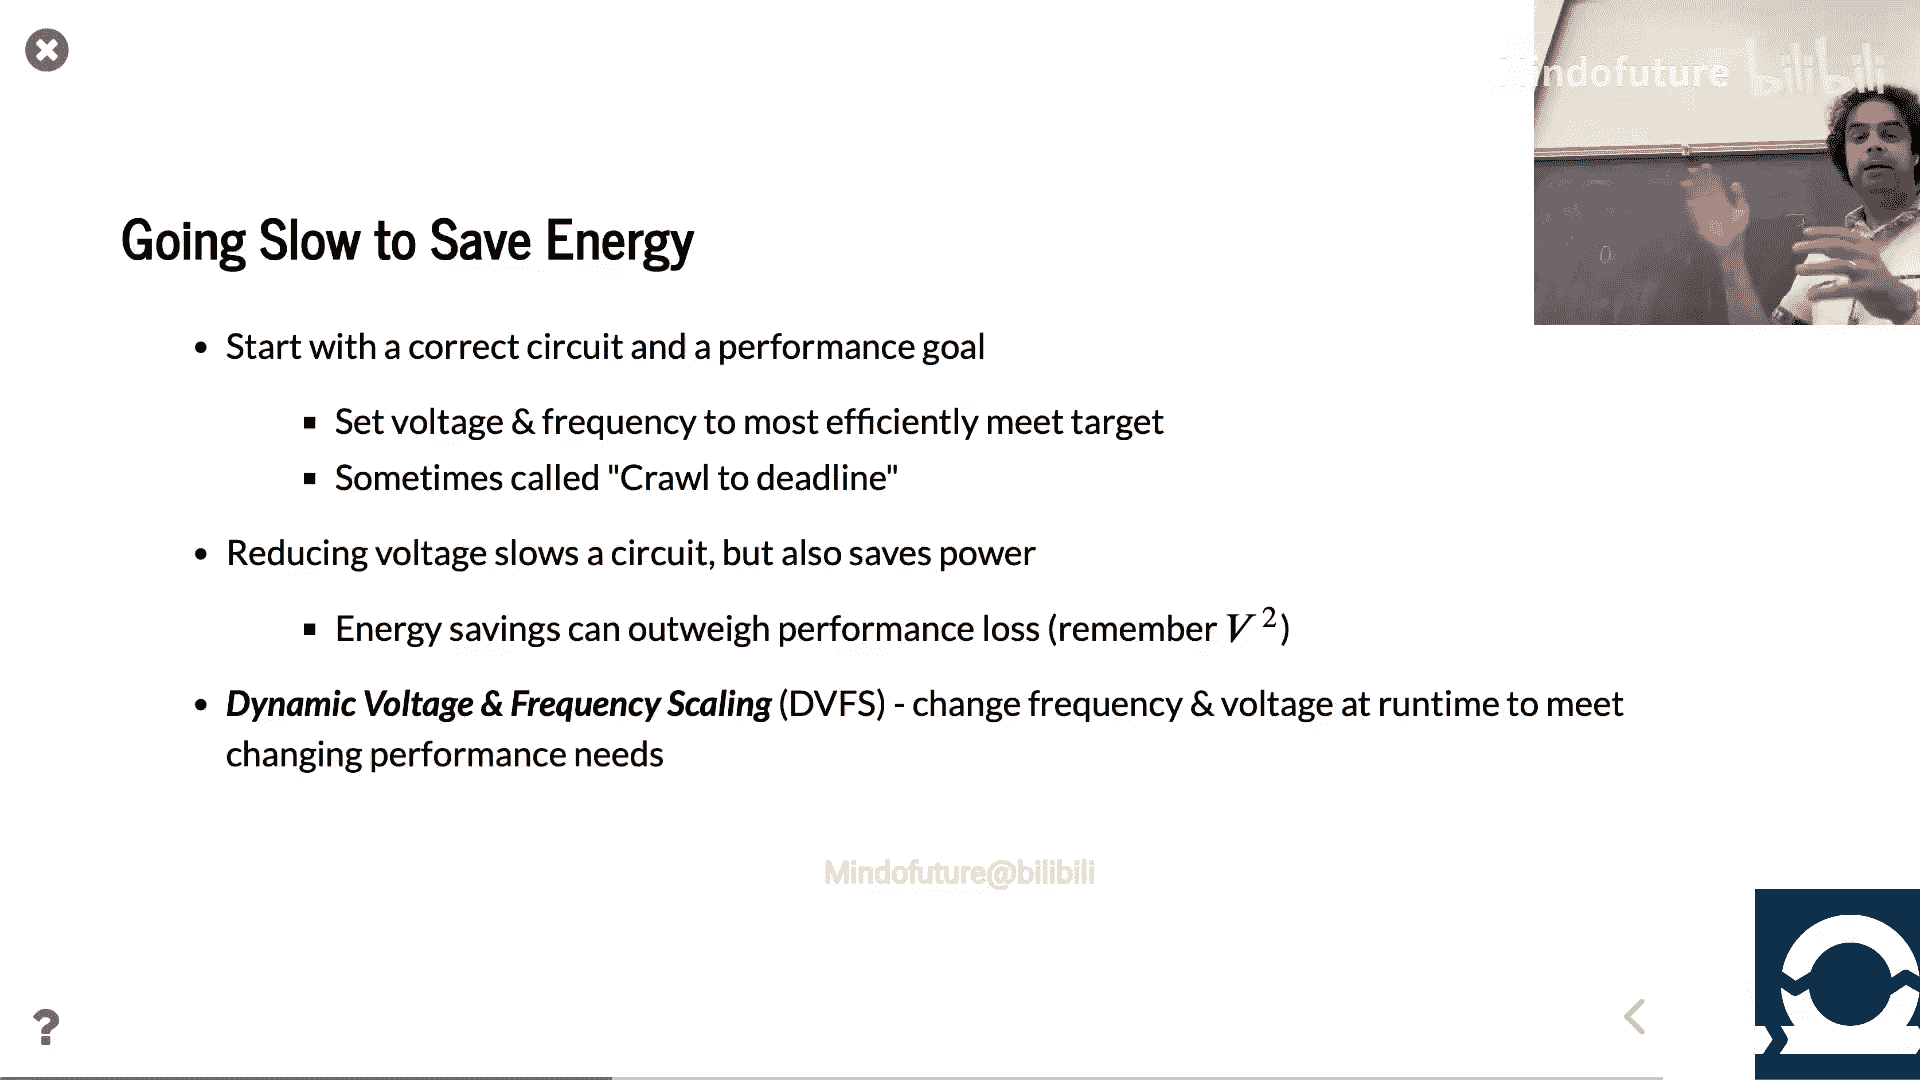 indofuture bilibili
Going Slow to Save Energy
• Start with a correct circuit and a performance goal
▪ Set voltage & frequency to most efficiently meet target
▪ Sometimes called "Crawl to deadline"
• Reducing voltage slows a circuit, but also saves power
▪ Energy savings can outweigh performance loss (remember V²)
• Dynamic Voltage & Frequency Scaling (DVFS) - change frequency & voltage at runtime to meet
changing performance needs
Mindofuture@bilibili
?